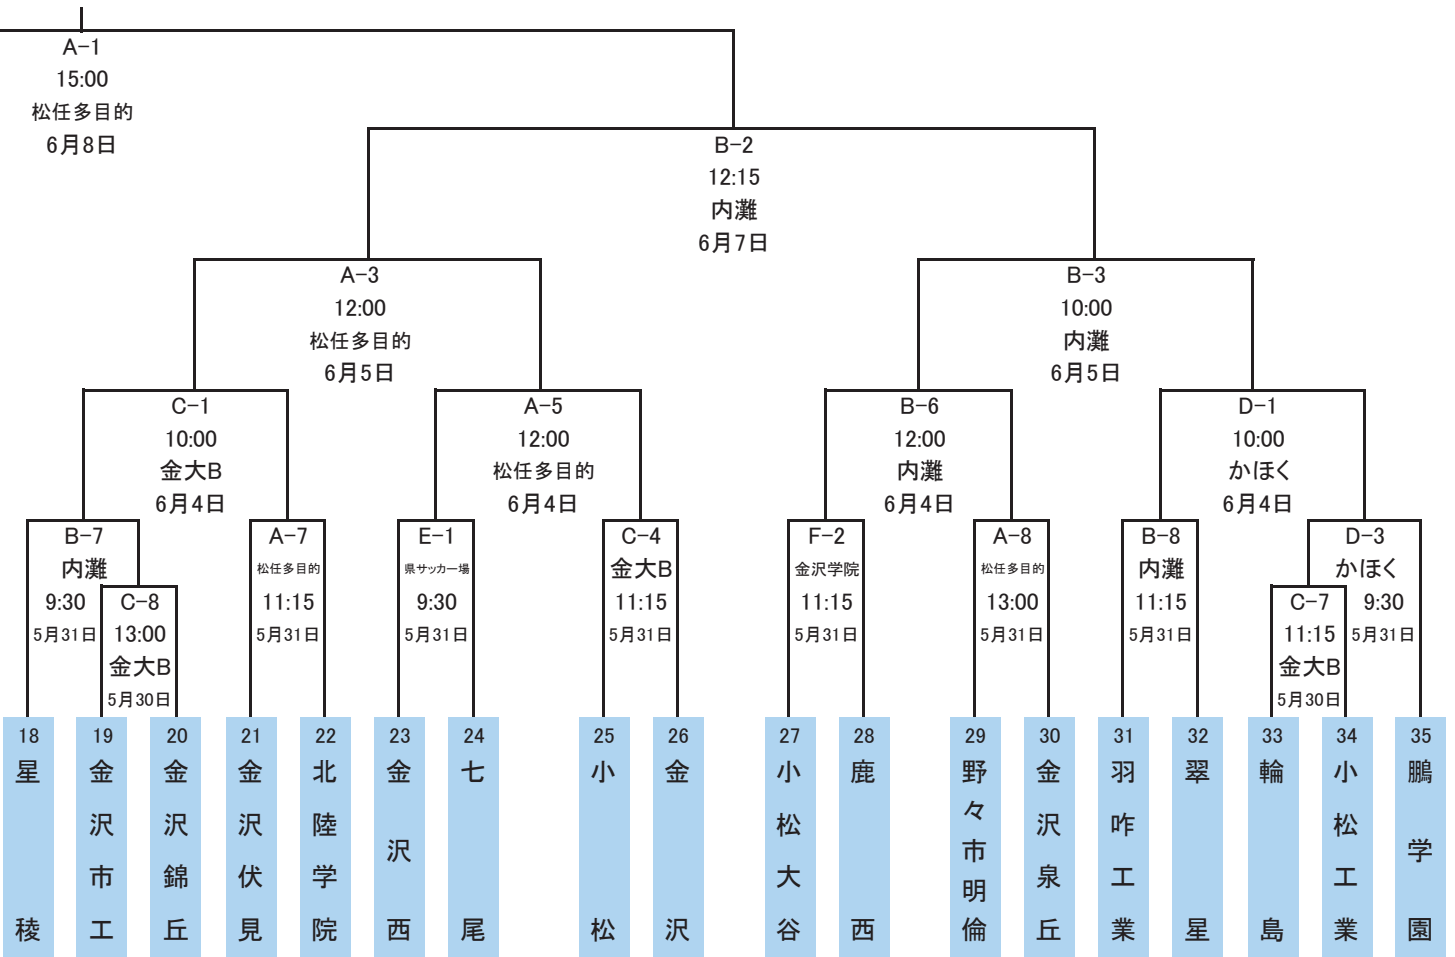 A-1
15:00
松任多目的
6月8日
B-2
12:15
内灘
6月7日
A-3
12:00
松任多目的
6月5日
B-3
10:00
内灘
6月5日
C-1
10:00
金大B
6月4日
A-5
12:00
松任多目的
6月4日
B-6
12:00
内灘
6月4日
D-1
10:00
かほく
6月4日
B-7
内灘
9:30
5月31日
C-8
13:00
金大B
5月30日
A-7
松任多目的
11:15
5月31日
E-1
県サッカー場
9:30
5月31日
C-4
金大B
11:15
5月31日
F-2
金沢学院
11:15
5月31日
A-8
松任多目的
13:00
5月31日
B-8
内灘
11:15
5月31日
D-3
かほく
9:30
5月31日
C-7
11:15
金大B
5月30日
18
星稜
19
金沢市工
20
金沢錦丘
21
金沢伏見
22
北陸学院
23
金沢西
24
七尾
25
小松
26
金沢
27
小松大谷
28
鹿西
29
野々市明倫
30
金沢泉丘
31
羽咋工業
32
翠星
33
輪島
34
小松工業
35
鵬学園